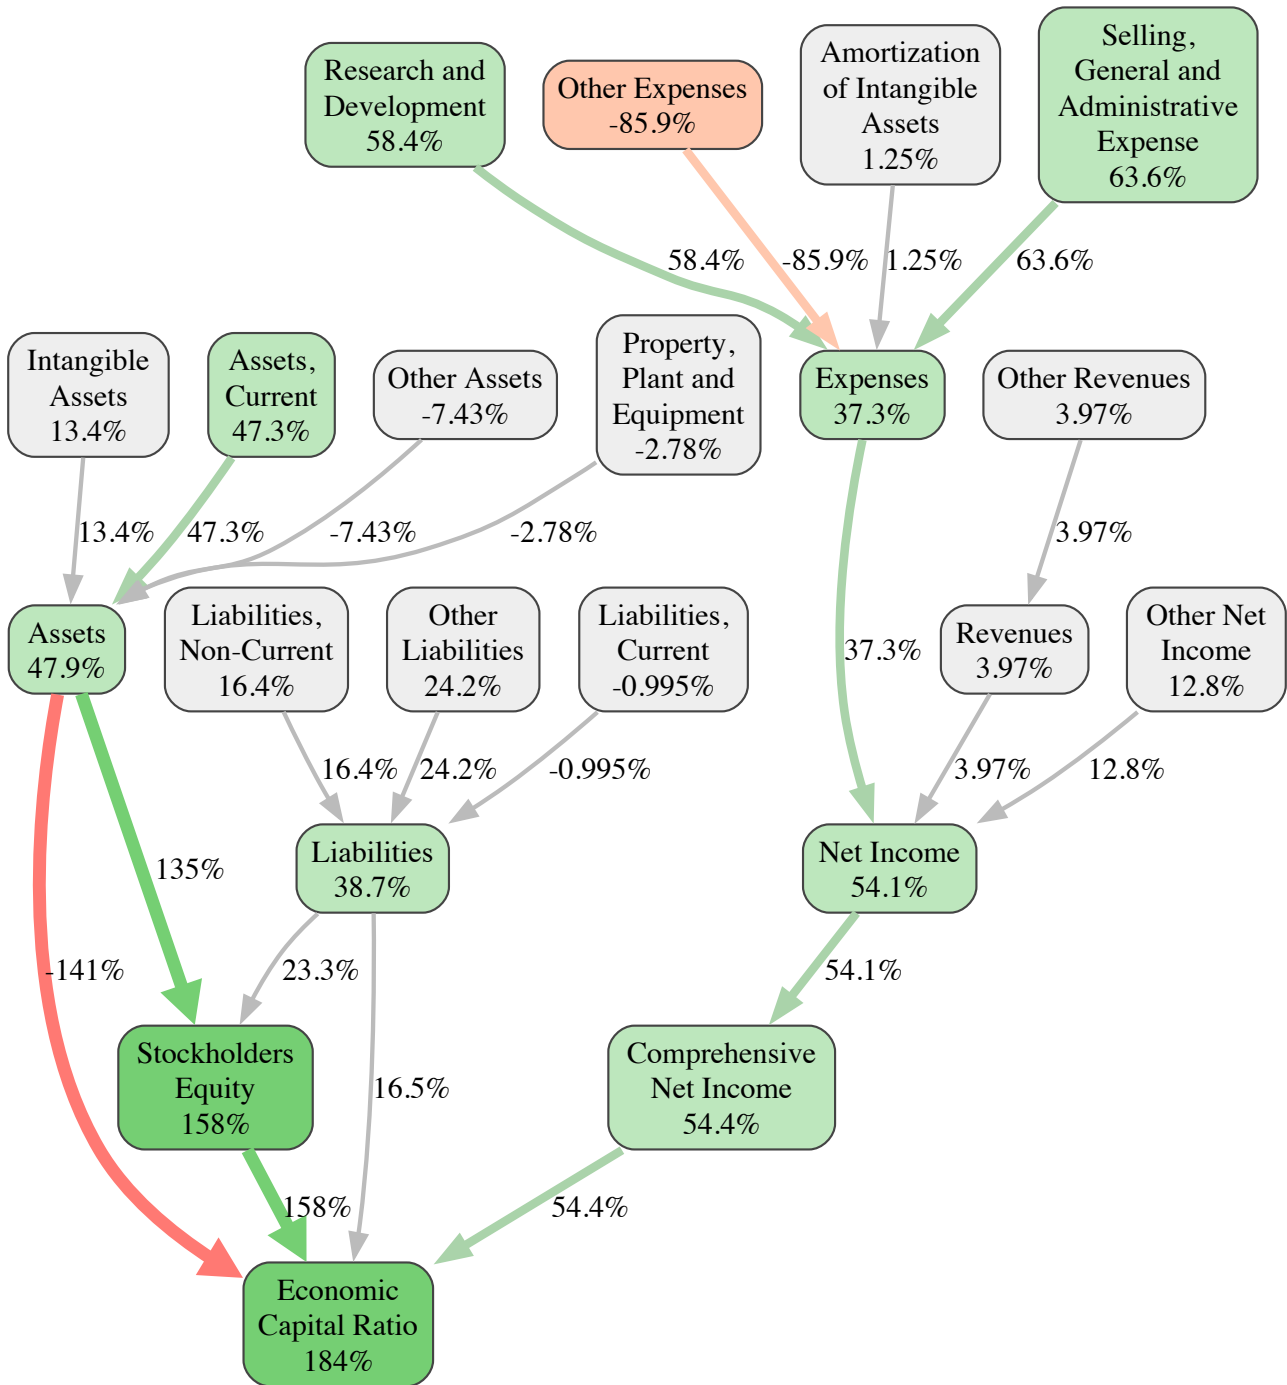 Research and
Development
58.4%
Other Expenses
-85.9%
Amortization
of Intangible
Assets
1.25%
Selling,
General and
Administrative
Expense
63.6%
58.4%
-85.9%
1.25%
63.6%
Intangible
Assets
13.4%
Assets,
Current
47.3%
Other Assets
-7.43%
Property,
Plant and
Equipment
-2.78%
Expenses
37.3%
Other Revenues
3.97%
13.4%
47.3%
-7.43%
-2.78%
3.97%
Assets
47.9%
Liabilities,
Non-Current
16.4%
Other
Liabilities
24.2%
Liabilities,
Current
-0.995%
37.3%
Revenues
3.97%
Other Net
Income
12.8%
16.4%
24.2%
-0.995%
3.97%
12.8%
135%
Liabilities
38.7%
Net Income
54.1%
-141%
23.3%
54.1%
Stockholders
Equity
158%
16.5%
Comprehensive
Net Income
54.4%
158%
54.4%
Economic
Capital Ratio
184%